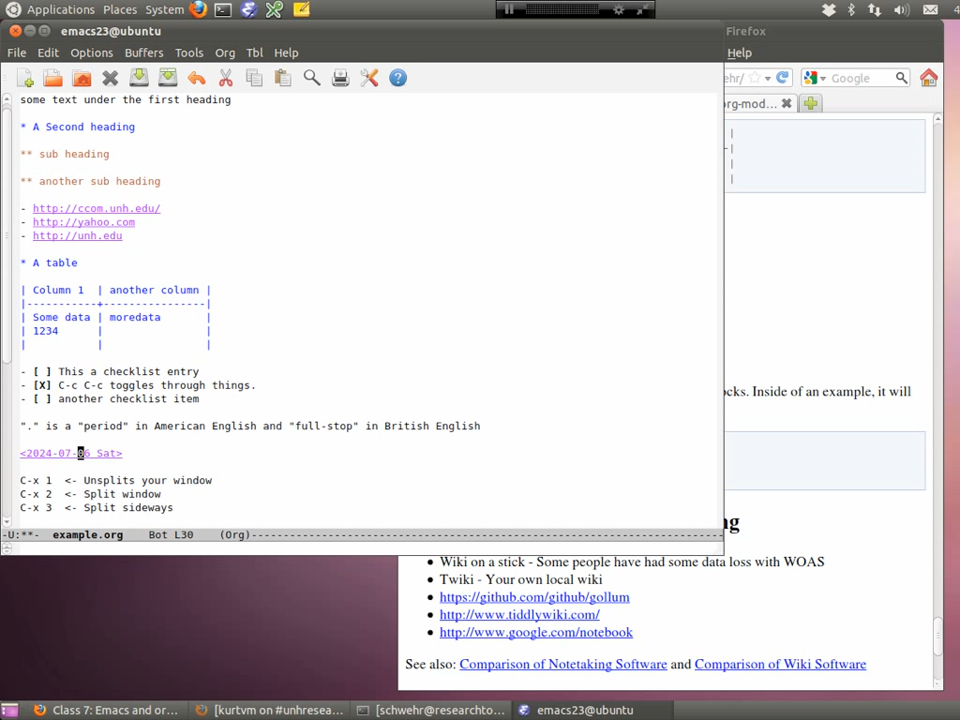 Applications Places System
4
emacs23@ubuntu
Firefox
File Edit Options Buffers Tools Org Tbl Help
Help
ehr/
Google
org-mod...
some text under the first heading
* A Second heading
** sub heading
** another sub heading
- http://ccom.unh.edu/
- http://yahoo.com
- http://unh.edu
* A table
| Column 1 | another column |
|-----------+----------------|
| Some data | moredata |
| 1234 | |
| | |
- [ ] This a checklist entry
- [X] C-c C-c toggles through things.
ocks. Inside of an example, it will
- [ ] another checklist item
"." is a "period" in American English and "full-stop" in British English
<2024-07-06 Sat>
C-x 1 <- Unsplits your window
C-x 2 <- Split window
C-x 3 <- Split sideways
ng
-U:**- example.org Bot L30 (Org)
• Wiki on a stick - Some people have had some data loss with WOAS
• Twiki - Your own local wiki
• https://github.com/github/gollum
• http://www.tiddlywiki.com/
• http://www.google.com/notebook
See also: Comparison of Notetaking Software and Comparison of Wiki Software
Class 7: Emacs and or...
[kurtvm on #unhresea...
[schwehr@researchto...
emacs23@ubuntu